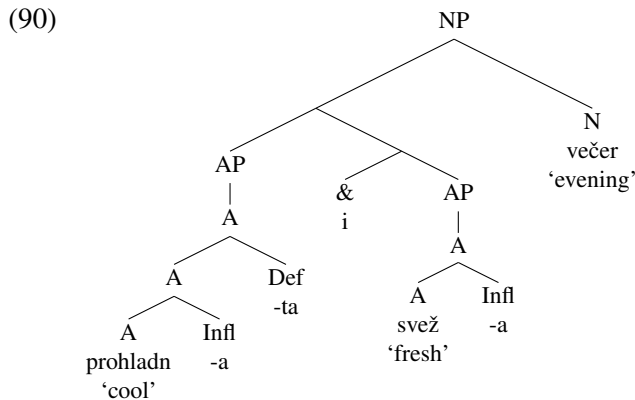 (90)
NP
N
večer
‘evening’
AP
&
i
AP
A
A
A
Def
-ta
A
svež
‘fresh’
Infl
-a
A
prohladn
‘cool’
Infl
-a